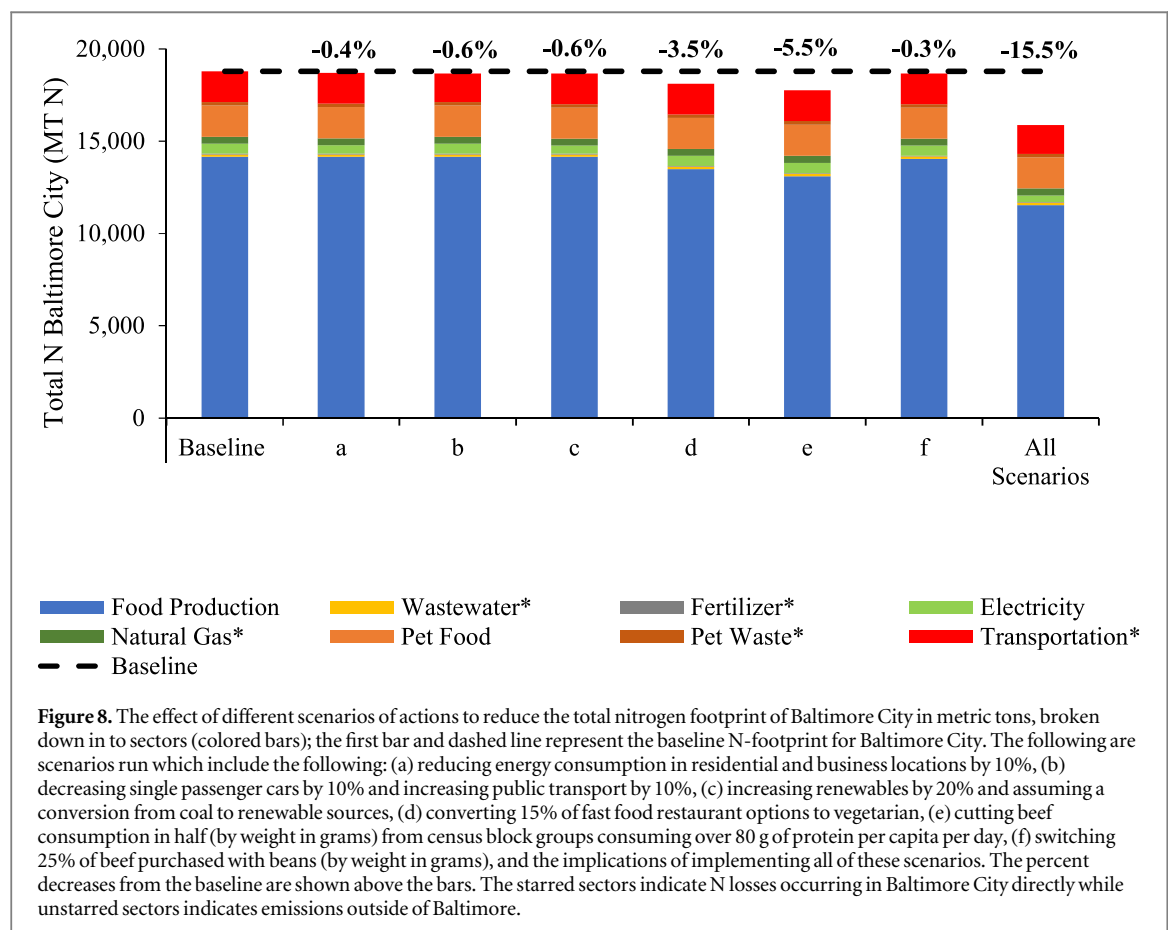 -0.4% -0.6% -0.6% -3.5% -5.5% -0.3% -15.5%
20,000
15,000
10,000
5,000
0
Total N Baltimore City (MT N)
Baseline a b c d e f All Scenarios
Food Production Wastewater* Fertilizer* Electricity
Natural Gas* Pet Food Pet Waste* Transportation*
Baseline
Figure 8. The effect of different scenarios of actions to reduce the total nitrogen footprint of Baltimore City in metric tons, broken
down in to sectors (colored bars); the first bar and dashed line represent the baseline N-footprint for Baltimore City. The following are
scenarios run which include the following: (a) reducing energy consumption in residential and business locations by 10%, (b)
decreasing single passenger cars by 10% and increasing public transport by 10%, (c) increasing renewables by 20% and assuming a
conversion from coal to renewable sources, (d) converting 15% of fast food restaurant options to vegetarian, (e) cutting beef
consumption in half (by weight in grams) from census block groups consuming over 80 g of protein per capita per day, (f) switching
25% of beef purchased with beans (by weight in grams), and the implications of implementing all of these scenarios. The percent
decreases from the baseline are shown above the bars. The starred sectors indicate N losses occurring in Baltimore City directly while
unstarred sectors indicates emissions outside of Baltimore.